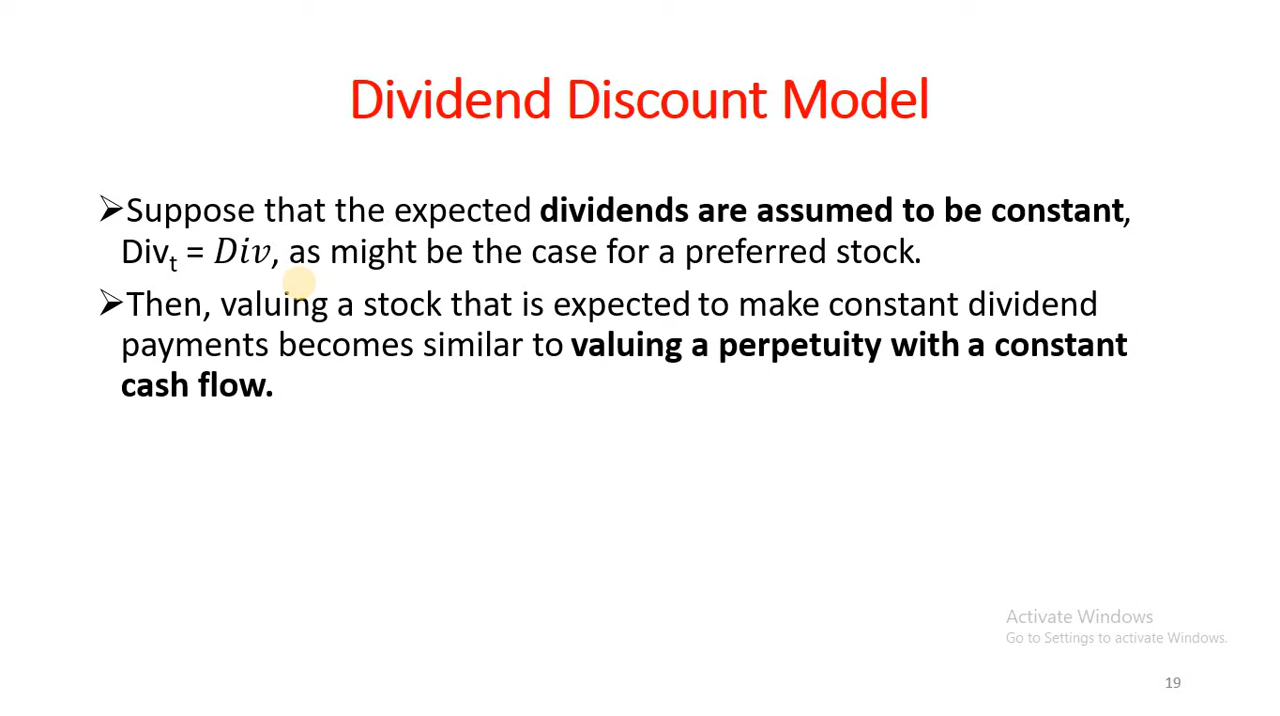 Dividend Discount Model
➢Suppose that the expected dividends are assumed to be constant,
Divt = Div, as might be the case for a preferred stock.
➢Then, valuing a stock that is expected to make constant dividend
payments becomes similar to valuing a perpetuity with a constant
cash flow.
Activate Windows
Go to Settings to activate Windows.
19